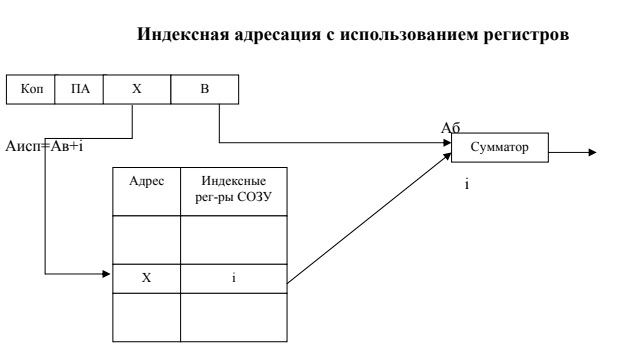 Индексная адресация с использованием регистров
Коп ПА Х В
Аб
Аисп=Ав+i
Сумматор
Адрес Индексные
рег-ры СОЗУ
i
Х i